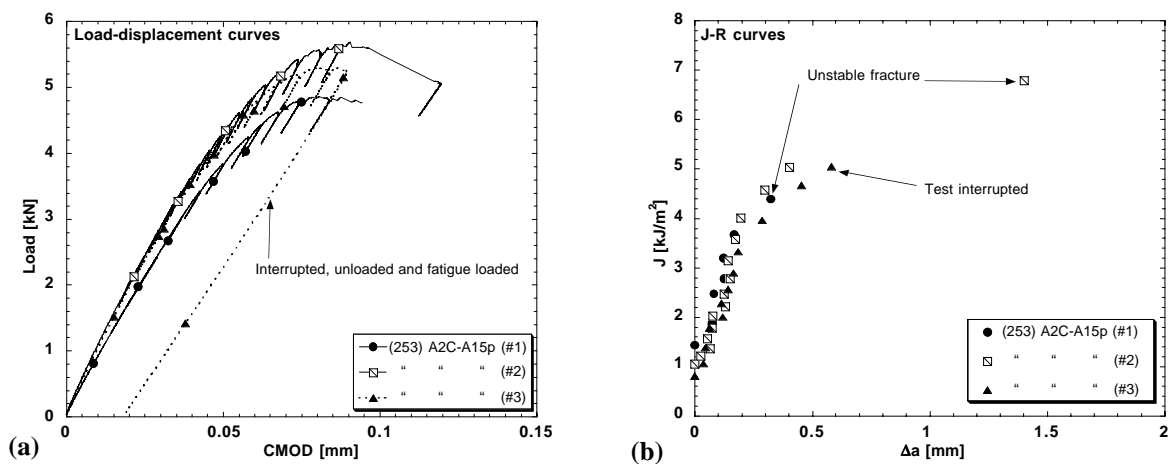 Load-displacement curves
6
5
4
3
2
1
0
Load [kN]
0
0.05
0.1
0.15
CMOD [mm]
Interrupted, unloaded and fatigue loaded
(253) A2C-A15p (#1)
“ “ “ (#2)
“ “ “ (#3)
(a)
J-R curves
8
7
6
5
4
3
2
1
0
J [kJ/m²]
0
0.5
1
1.5
2
Δa [mm]
Unstable fracture
Test interrupted
(253) A2C-A15p (#1)
“ “ “ (#2)
“ “ “ (#3)
(b)